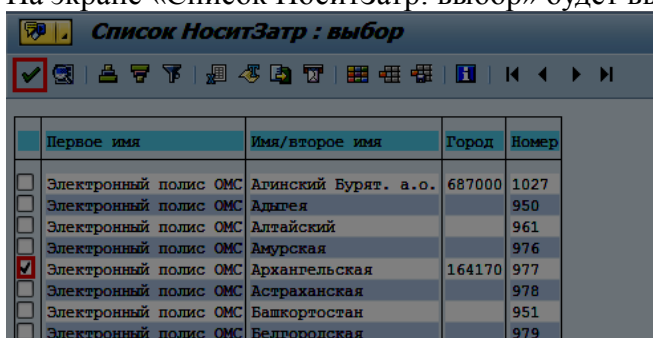 На экране «Список НоситЗатр: выбор» будет вы
Список НоситЗатр : выбор
Первое имя Имя/второе имя Город Номер
Электронный полис ОМС Агинский Бурят. а.о. 687000 1027
Электронный полис ОМС Адыгея 950
Электронный полис ОМС Алтайский 961
Электронный полис ОМС Амурская 976
Электронный полис ОМС Архангельская 164170 977
Электронный полис ОМС Астраханская 978
Электронный полис ОМС Башкортостан 951
Электронный полис ОМС Белгородская 979